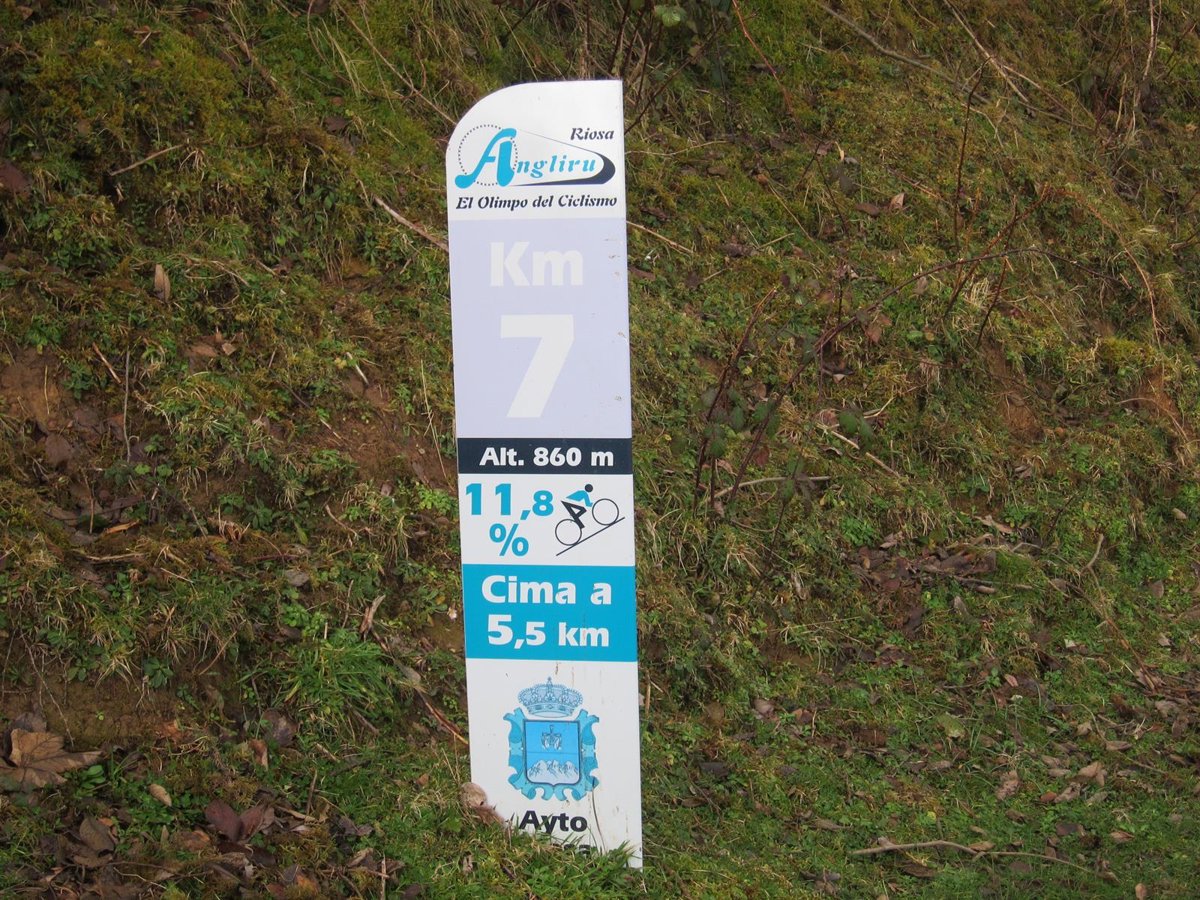 Riosa
Angliru
El Olimpo del Ciclismo
Km
7
Alt. 860 m
11,8
%
Cima a
5,5 km
Ayto